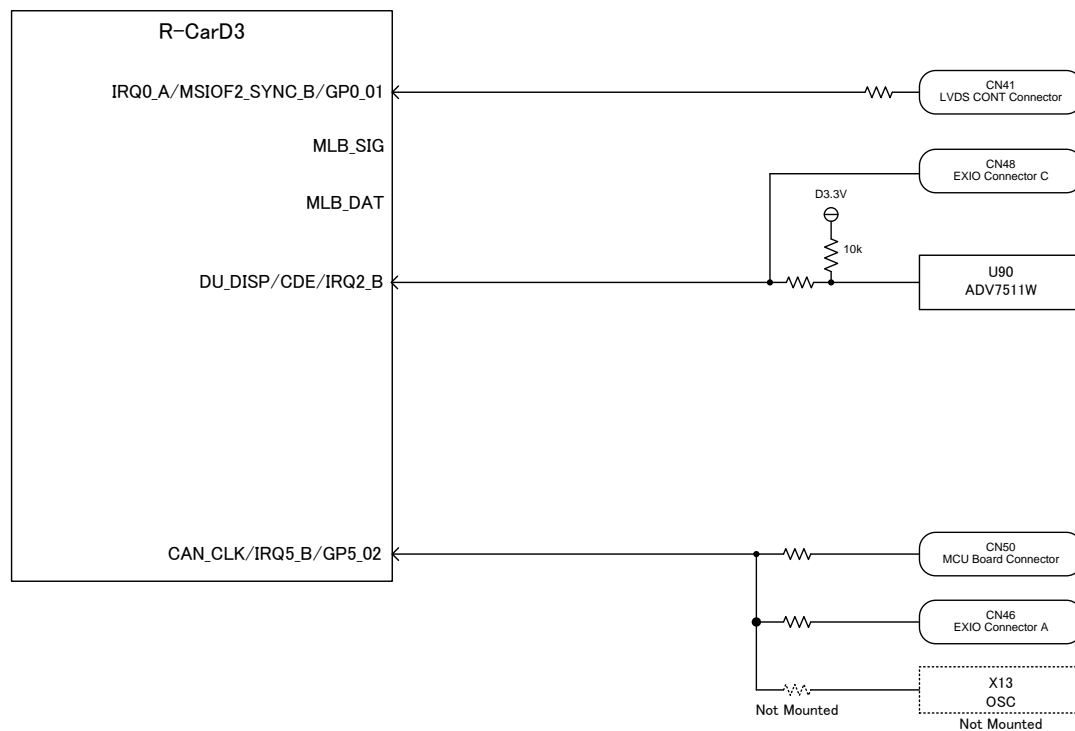 R-CarD3
IRQ0_A/MSIOF2_SYNC_B/GP0_01
CN41
LVDS CONT Connector
MLB_SIG
CN48
EXIO Connector C
MLB_DAT
D3.3V
10k
DU_DISP/CDE/IRQ2_B
U90
ADV7511W
CAN_CLK/IRQ5_B/GP5_02
CN50
MCU Board Connector
CN46
EXIO Connector A
X13
OSC
Not Mounted
Not Mounted